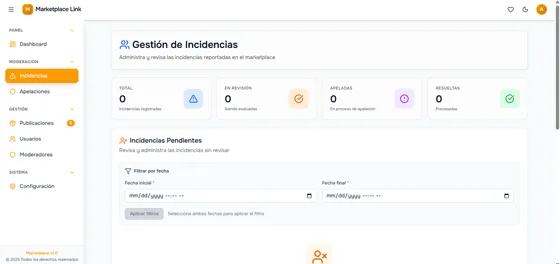 Marketplace Link
M
A
PANEL
Dashboard
MODERACIÓN
Incidencias
Apelaciones
GESTIÓN
Publicaciones
Usuarios
Moderadores
SISTEMA
Configuración
Marketplace v1.0
© 2025 Todos los derechos reservados
Gestión de Incidencias
Administra y revisa las incidencias reportadas en el marketplace
TOTAL
0
Incidencias registradas
EN REVISIÓN
0
Siendo evaluadas
APELADAS
0
En proceso de apelación
RESUELTAS
0
Procesadas
Incidencias Pendientes
Revisa y administra las incidencias sin revisar
Filtrar por fecha
Fecha inicial *
mm/dd/yyyy --:-- --
Fecha final *
mm/dd/yyyy --:-- --
Aplicar filtros
Selecciona ambas fechas para aplicar el filtro